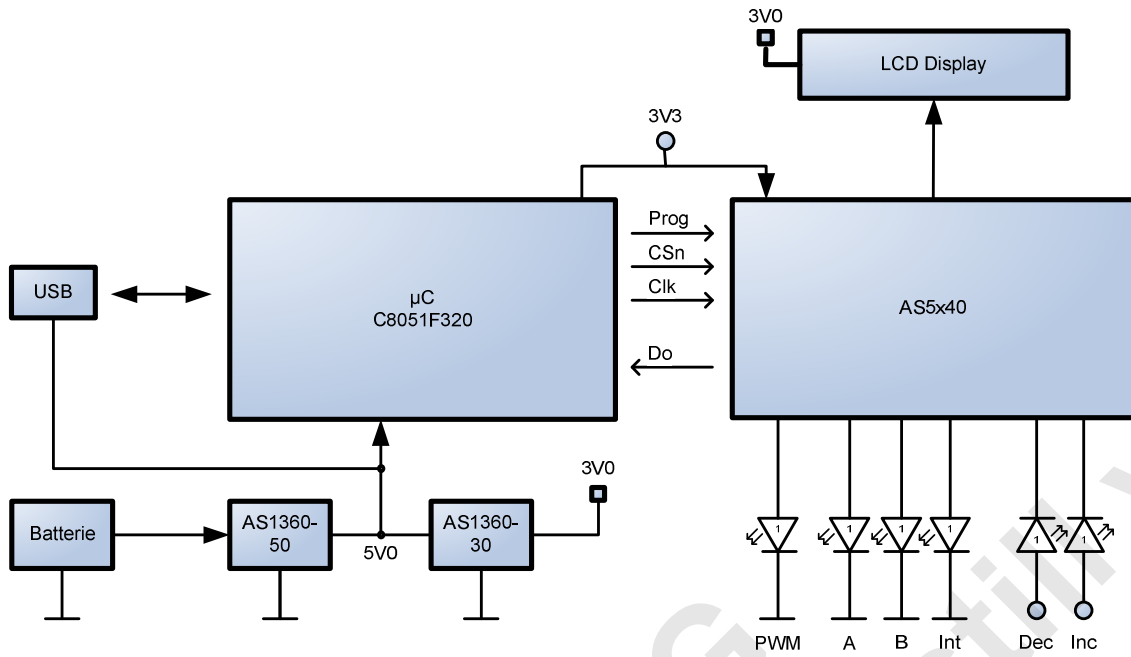 3V0
LCD Display
3V3
Prog
CSn
Clk
Do
USB
µC
C8051F320
AS5x40
3V0
Batterie
AS1360-
50
5V0
AS1360-
30
1
1
1
1
1
1
PWM
A
B
Int
Dec
Inc
G
still v